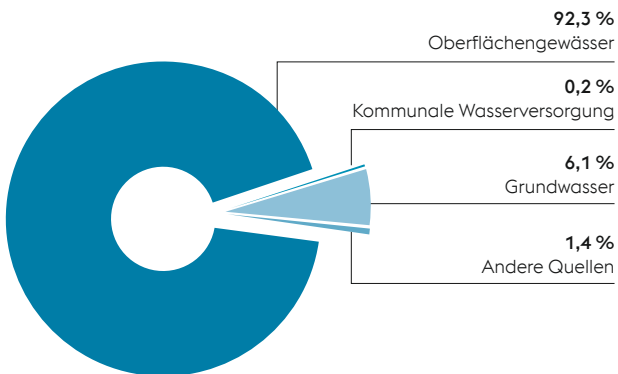 92,3 %
Oberflächengewässer
0,2 %
Kommunale Wasserversorgung
6,1 %
Grundwasser
1,4 %
Andere Quellen